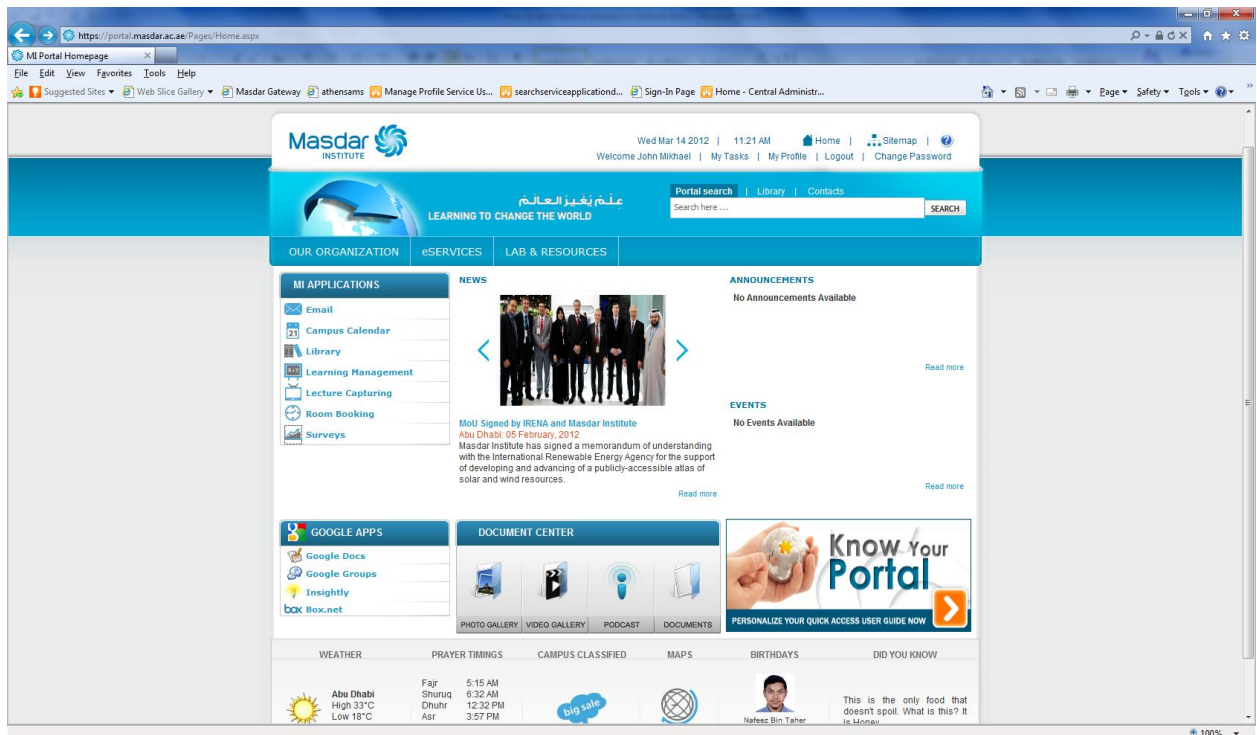 https://portal.masdar.ac.ae/Pages/Home.aspx
MI Portal Homepage
File Edit View Favorites Tools Help
Suggested Sites Web Slice Gallery Masdar Gateway athensams Manage Profile Service Us... searchserviceapplicationd... Sign-In Page Home - Central Administr...
Page Safety Tools
Masdar
INSTITUTE
Wed Mar 14 2012 | 11:21 AM Home | Sitemap |
Welcome John Mikhael | My Tasks | My Profile | Logout | Change Password
عِلْمٌ يُغَيِّرُ العالَمْ
LEARNING TO CHANGE THE WORLD
Portal search | Library | Contacts
Search here ...
SEARCH
OUR ORGANIZATION eSERVICES LAB & RESOURCES
MI APPLICATIONS
Email
21 Campus Calendar
Library
Learning Management
Lecture Capturing
Room Booking
Surveys
NEWS
MoU Signed by IRENA and Masdar Institute
Abu Dhabi: 05 February, 2012
Masdar Institute has signed a memorandum of understanding
with the International Renewable Energy Agency for the support
of developing and advancing of a publicly-accessible atlas of
solar and wind resources.
Read more
ANNOUNCEMENTS
No Announcements Available
Read more
EVENTS
No Events Available
Read more
GOOGLE APPS
Google Docs
Google Groups
Insightly
box Box.net
DOCUMENT CENTER
PHOTO GALLERY VIDEO GALLERY PODCAST DOCUMENTS
Know Your
Portal
PERSONALIZE YOUR QUICK ACCESS USER GUIDE NOW
WEATHER PRAYER TIMINGS CAMPUS CLASSIFIED MAPS BIRTHDAYS DID YOU KNOW
Abu Dhabi
High 33°C
Low 18°C
Fajr 5:15 AM
Shuruq 6:32 AM
Dhuhr 12:32 PM
Asr 3:57 PM
big sale
Nafeez Bin Taher
This is the only food that
doesn't spoil. What is this? It
is Honey
100%